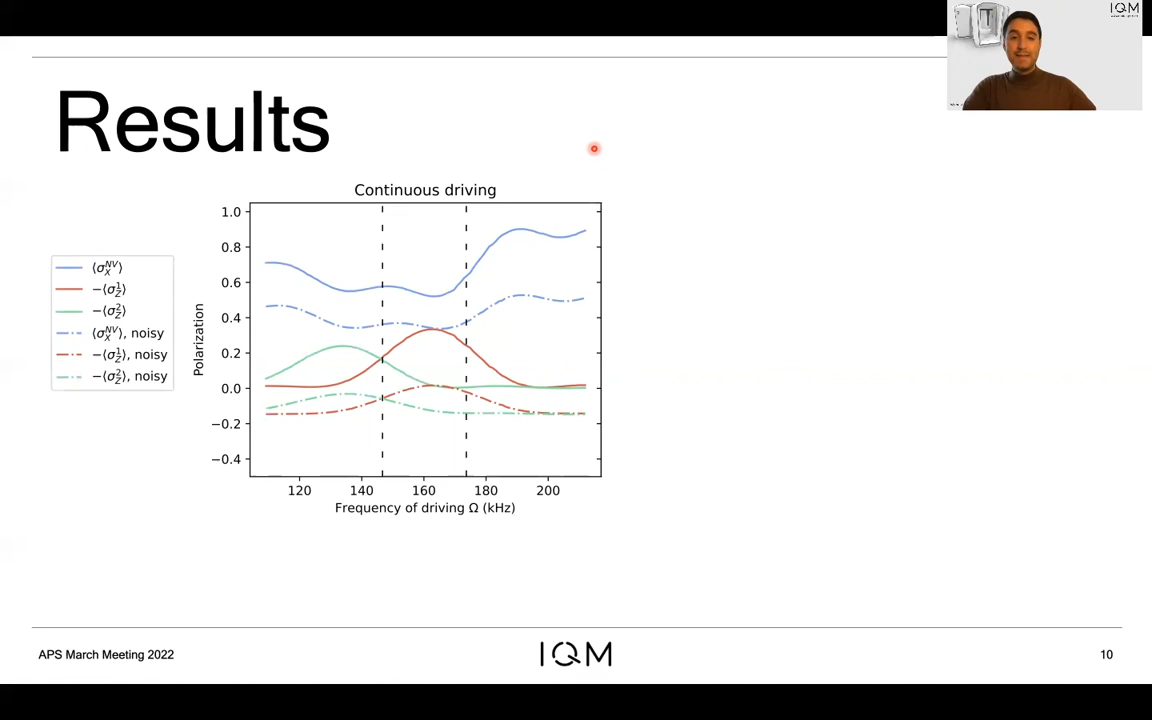 IQM
Results
Continuous driving
1.0
0.8
0.6
0.4
0.2
0.0
−0.2
−0.4
Polarization
120 140 160 180 200
Frequency of driving Ω (kHz)
⟨σ_X^NV⟩
−⟨σ_Z^1⟩
−⟨σ_Z^2⟩
⟨σ_X^NV⟩, noisy
−⟨σ_Z^1⟩, noisy
−⟨σ_Z^2⟩, noisy
APS March Meeting 2022
IQM
10